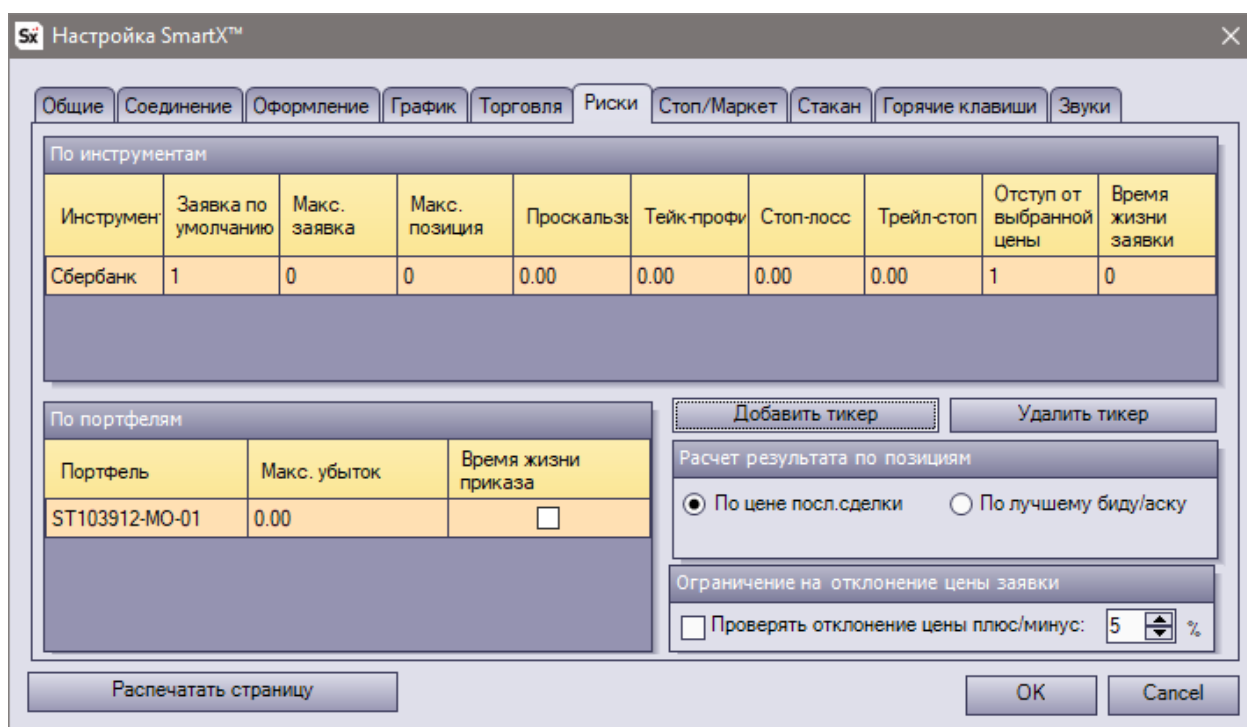 Sx Настройка SmartX™
Общие Соединение Оформление График Торговля Риски Стоп/Маркет Стакан Горячие клавиши Звуки
По инструментам
Инструмен Заявка по умолчанию Макс. заявка Макс. позиция Проскальзы Тейк-профи Стоп-лосс Трейл-стоп Отступ от выбранной цены Время жизни заявки
Сбербанк 1 0 0 0.00 0.00 0.00 0.00 1 0
По портфелям
Портфель Макс. убыток Время жизни приказа
ST103912-MO-01 0.00
Добавить тикер Удалить тикер
Расчет результата по позициям
По цене посл.сделки По лучшему биду/аску
Ограничение на отклонение цены заявки
Проверять отклонение цены плюс/минус: 5 %
Распечатать страницу OK Cancel